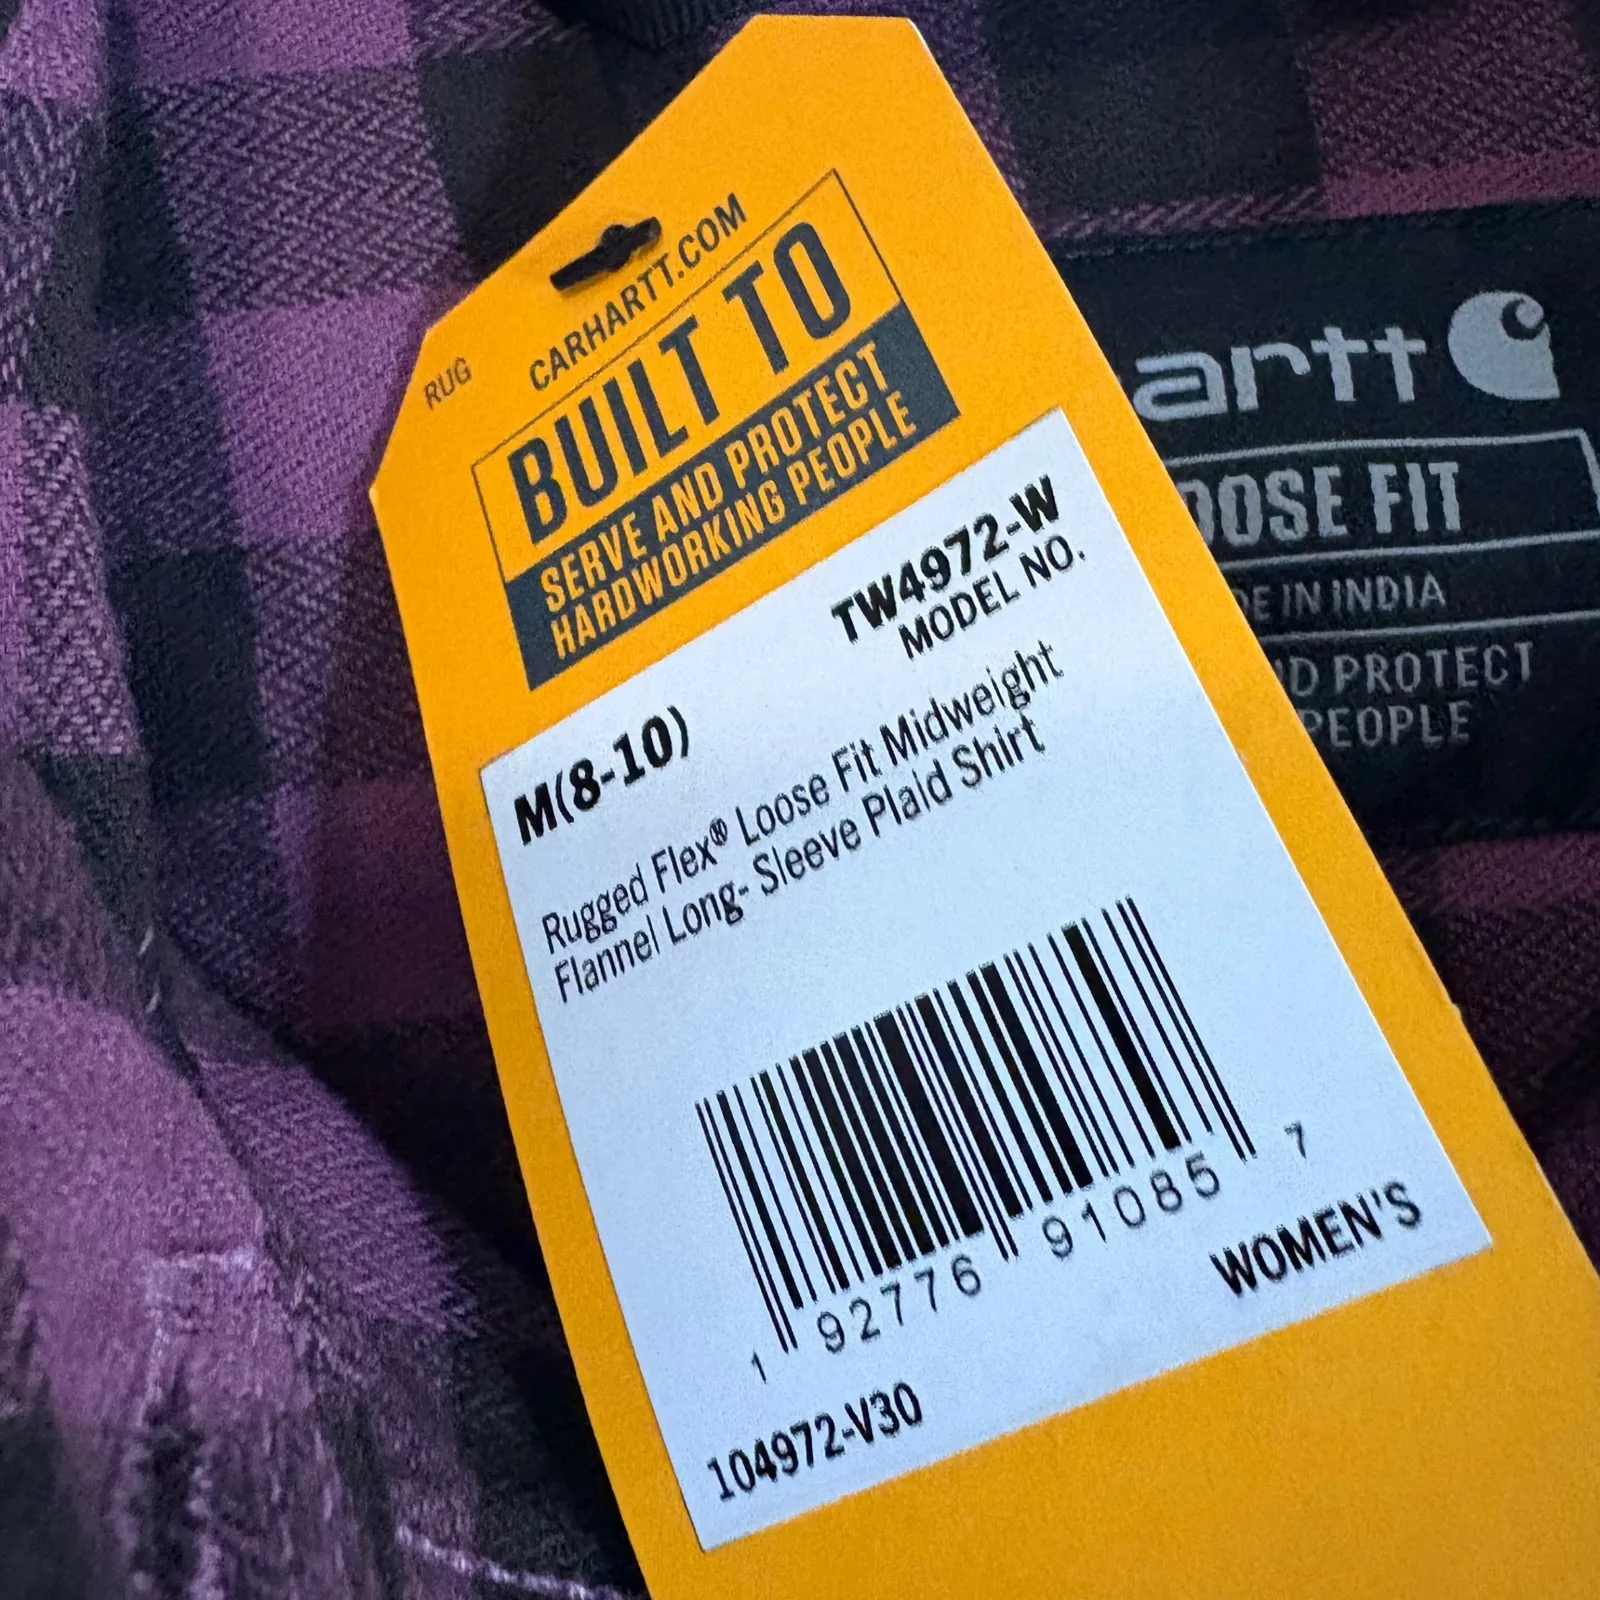 RUG
CARHARTT.COM
BUILT TO
SERVE AND PROTECT
HARDWORKING PEOPLE
TW4972-W
MODEL NO.
M(8-10)
Rugged Flex® Loose Fit Midweight
Flannel Long- Sleeve Plaid Shirt
1 92776 91085 7
WOMEN'S
104972-V30
artt
OOSE FIT
DE IN INDIA
ND PROTECT
PEOPLE